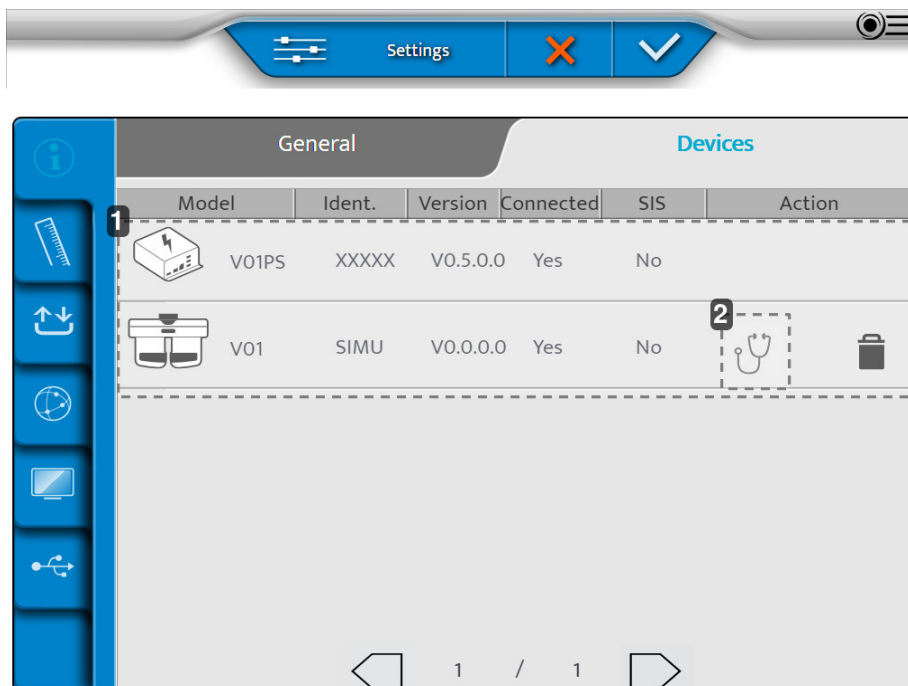 Settings
General Devices
Model Ident. Version Connected SIS Action
1
V01PS XXXXX V0.5.0.0 Yes No
2
V01 SIMU V0.0.0.0 Yes No
1 / 1